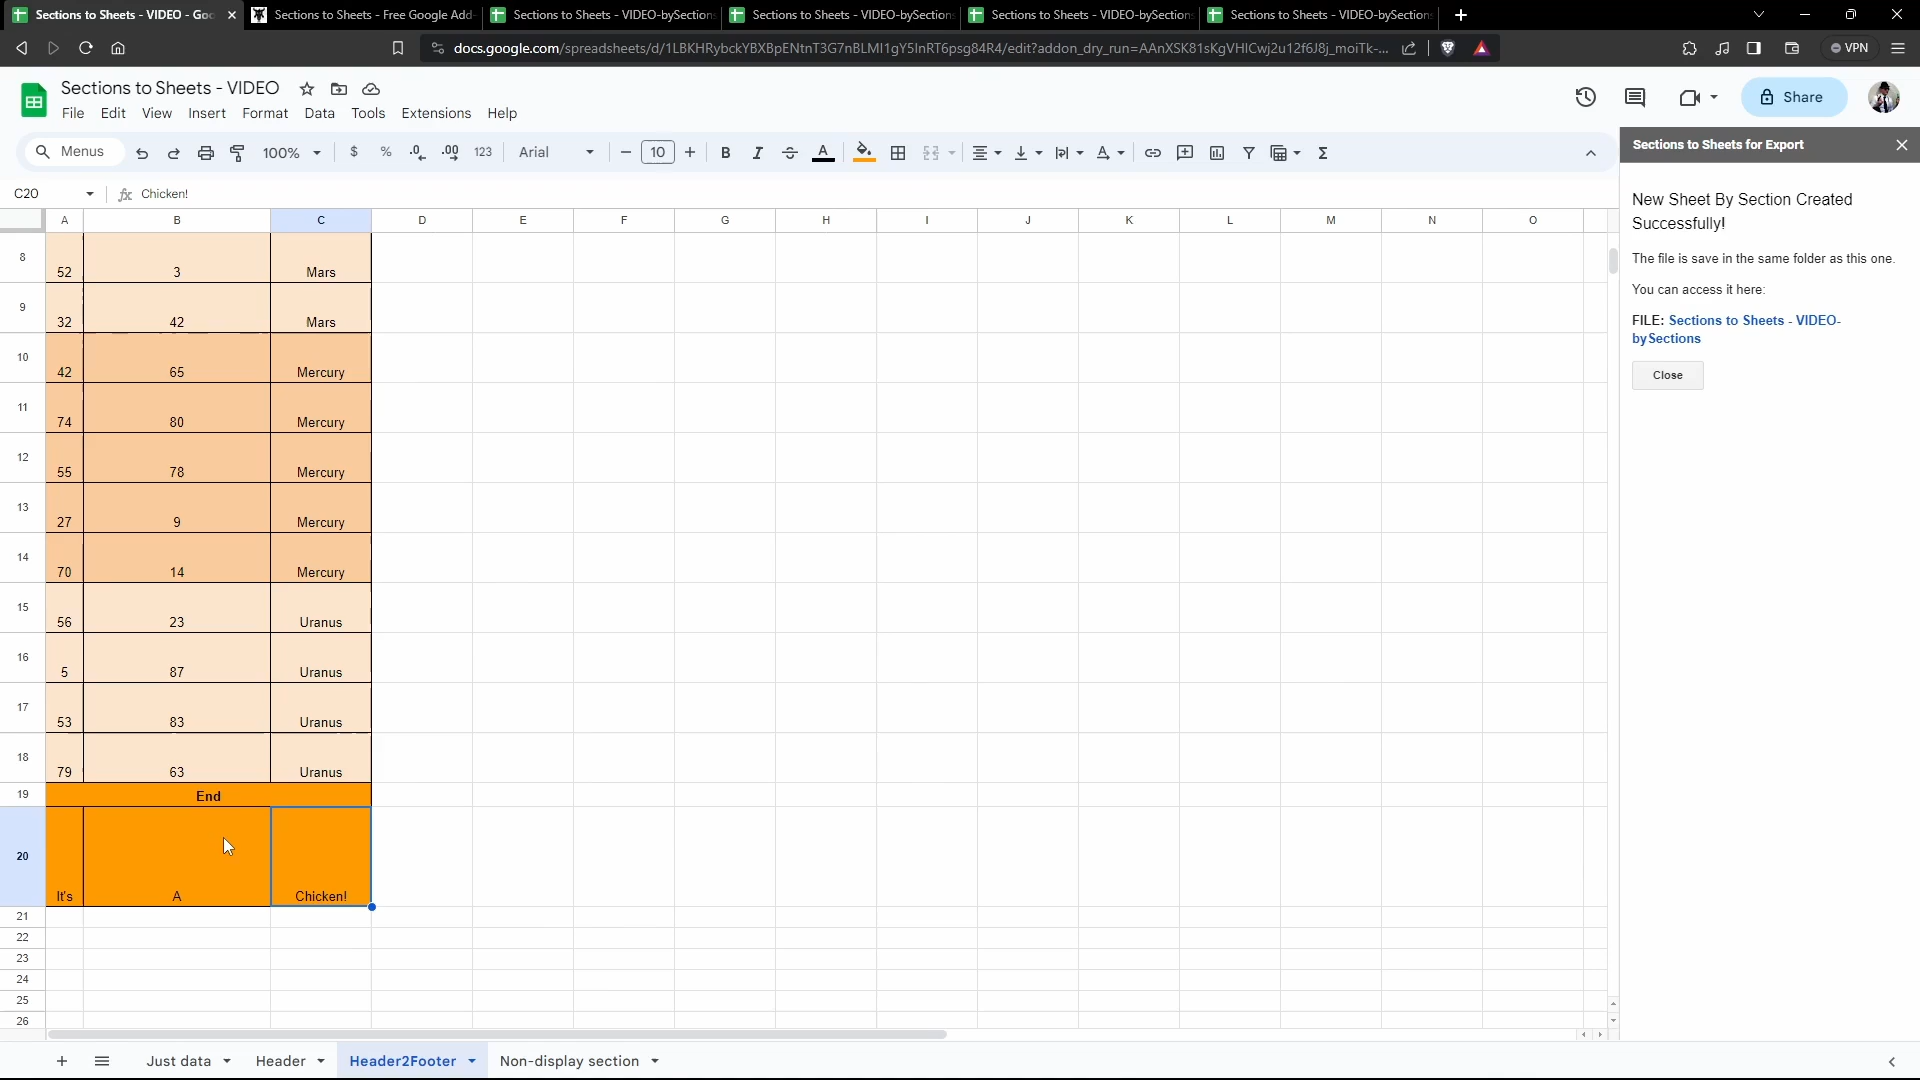 Sections to Sheets - VIDEO - Goo
Sections to Sheets - Free Google Add-
Sections to Sheets - VIDEO-bySection
Sections to Sheets - VIDEO-bySection
Sections to Sheets - VIDEO-bySection
Sections to Sheets - VIDEO-bySection
docs.google.com/spreadsheets/d/1LBKHRybckYBXBpENtnT3G7nBLMI1gY5lnRT6psg84R4/edit?addon_dry_run=AAnXSK81sKgVHICwj2u12f6J8j_moiTk-...
VPN
Sections to Sheets - VIDEO
File Edit View Insert Format Data Tools Extensions Help
Share
Menus 100% $ % .0 .00 123 Arial 10 B I A
Sections to Sheets for Export
C20 Chicken!
A B C D E F G H I J K L M N O
8 52 3 Mars
9 32 42 Mars
10 42 65 Mercury
11 74 80 Mercury
12 55 78 Mercury
13 27 9 Mercury
14 70 14 Mercury
15 56 23 Uranus
16 5 87 Uranus
17 53 83 Uranus
18 79 63 Uranus
19 End
20 It's A Chicken!
21
22
23
24
25
26
New Sheet By Section Created
Successfully!
The file is save in the same folder as this one.
You can access it here:
FILE: Sections to Sheets - VIDEO-
bySections
Close
Just data Header Header2Footer Non-display section